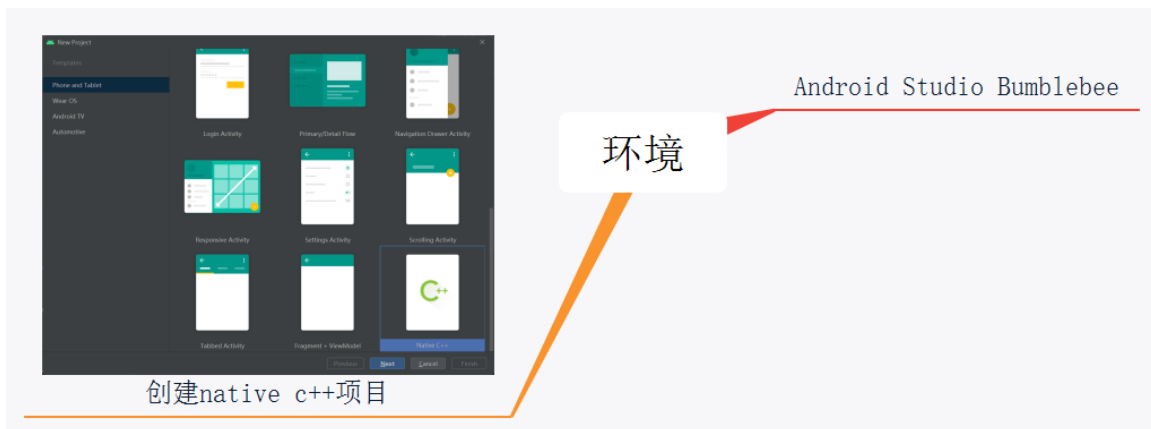 New Project
Templates
Phone and Tablet
Wear OS
Android TV
Automotive
Login Activity
Primary/Detail Flow
Navigation Drawer Activity
Responsive Activity
Settings Activity
Scrolling Activity
C++
Tabbed Activity
Fragment + ViewModel
Native C++
Previous
Next
Cancel
Finish
创建native c++项目
环境
Android Studio Bumblebee